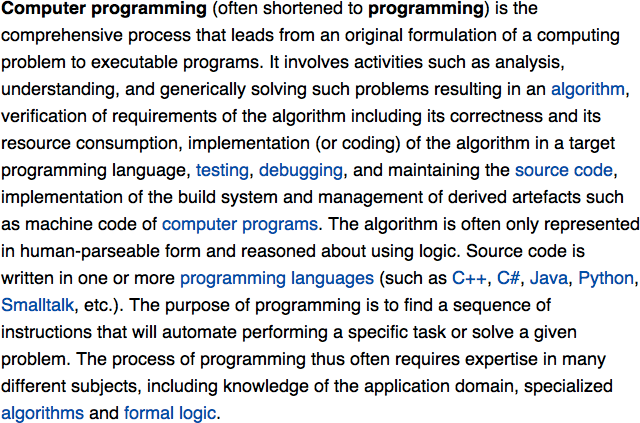 Computer programming (often shortened to programming) is the
comprehensive process that leads from an original formulation of a computing
problem to executable programs. It involves activities such as analysis,
understanding, and generically solving such problems resulting in an algorithm,
verification of requirements of the algorithm including its correctness and its
resource consumption, implementation (or coding) of the algorithm in a target
programming language, testing, debugging, and maintaining the source code,
implementation of the build system and management of derived artefacts such
as machine code of computer programs. The algorithm is often only represented
in human-parseable form and reasoned about using logic. Source code is
written in one or more programming languages (such as C++, C#, Java, Python,
Smalltalk, etc.). The purpose of programming is to find a sequence of
instructions that will automate performing a specific task or solve a given
problem. The process of programming thus often requires expertise in many
different subjects, including knowledge of the application domain, specialized
algorithms and formal logic.